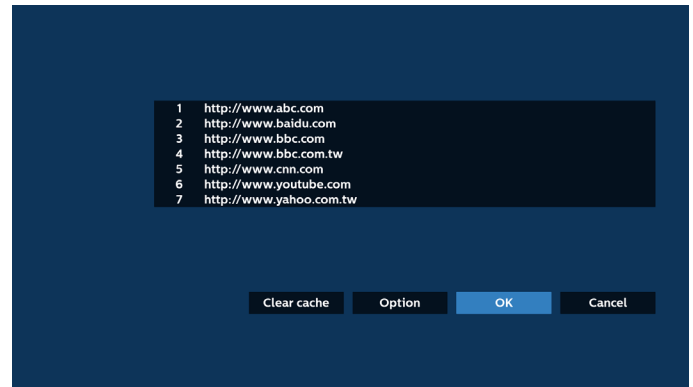 1 http://www.abc.com
2 http://www.baidu.com
3 http://www.bbc.com
4 http://www.bbc.com.tw
5 http://www.cnn.com
6 http://www.youtube.com
7 http://www.yahoo.com.tw
Clear cache Option OK Cancel